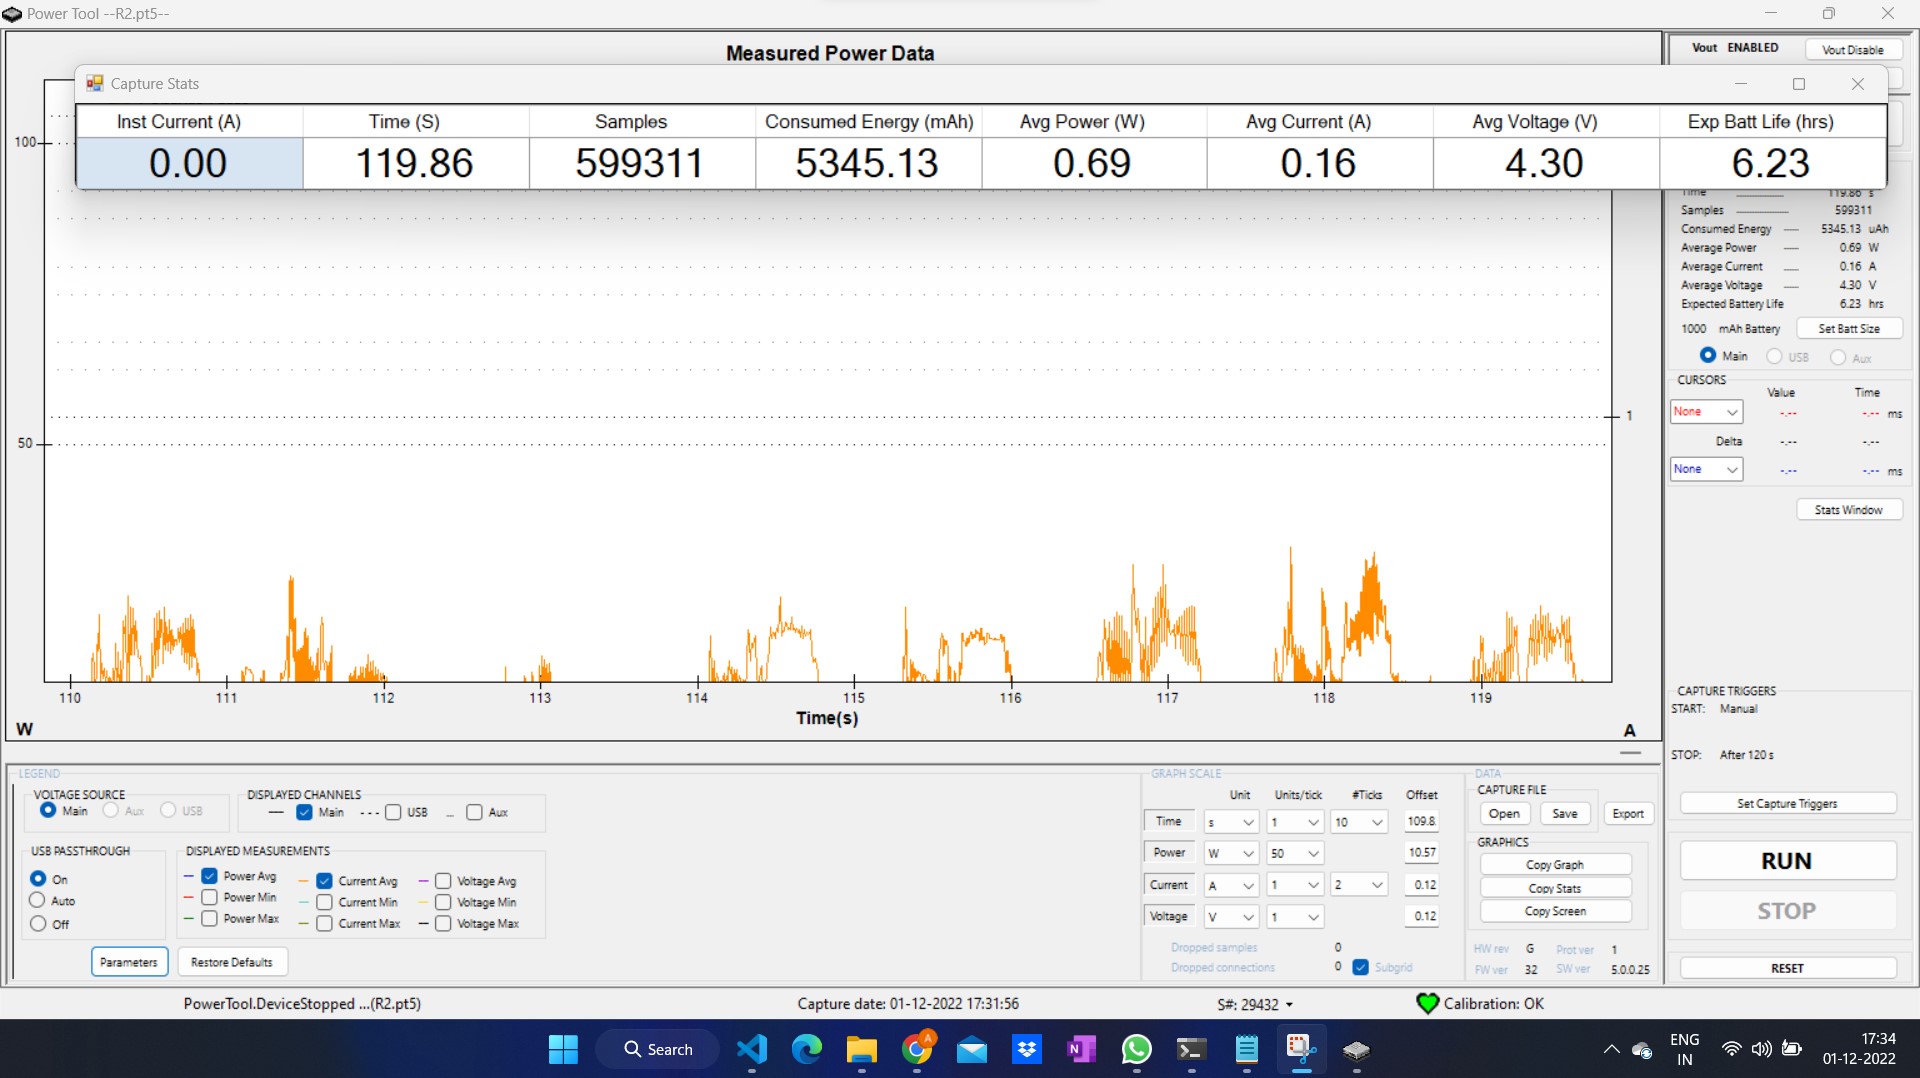 Power Tool --R2.pt5--
Measured Power Data
Vout ENABLED Vout Disable
Capture Stats
Inst Current (A) Time (S) Samples Consumed Energy (mAh) Avg Power (W) Avg Current (A) Avg Voltage (V) Exp Batt Life (hrs)
0.00 119.86 599311 5345.13 0.69 0.16 4.30 6.23
Time 119.86 s
Samples 599311
Consumed Energy 5345.13 uAh
Average Power 0.69 W
Average Current 0.16 A
Average Voltage 4.30 V
Expected Battery Life 6.23 hrs
1000 mAh Battery Set Batt Size
Main USB Aux
CURSORS
Value Time
None -.-- -.-- ms
Delta -.-- -.--
None -.-- -.-- ms
Stats Window
100
50
1
110 111 112 113 114 115 116 117 118 119
Time(s)
W A
CAPTURE TRIGGERS
START: Manual
STOP: After 120 s
Set Capture Triggers
RUN
STOP
RESET
LEGEND
VOLTAGE SOURCE
Main Aux USB
DISPLAYED CHANNELS
Main USB Aux
USB PASSTHROUGH
On
Auto
Off
DISPLAYED MEASUREMENTS
Power Avg Current Avg Voltage Avg
Power Min Current Min Voltage Min
Power Max Current Max Voltage Max
Parameters Restore Defaults
GRAPH SCALE
Unit Units/tick #Ticks Offset
Time s 1 10 109.8
Power W 50 10.57
Current A 1 2 0.12
Voltage V 1 0.12
Dropped samples 0
Dropped connections 0 Subgrid
DATA
CAPTURE FILE
Open Save Export
GRAPHICS
Copy Graph
Copy Stats
Copy Screen
HW rev G Prot ver 1
FW ver 32 SW ver 5.0.0.25
PowerTool.DeviceStopped ...(R2.pt5) Capture date: 01-12-2022 17:31:56 S#: 29432 Calibration: OK
Search
ENG
IN
17:34
01-12-2022